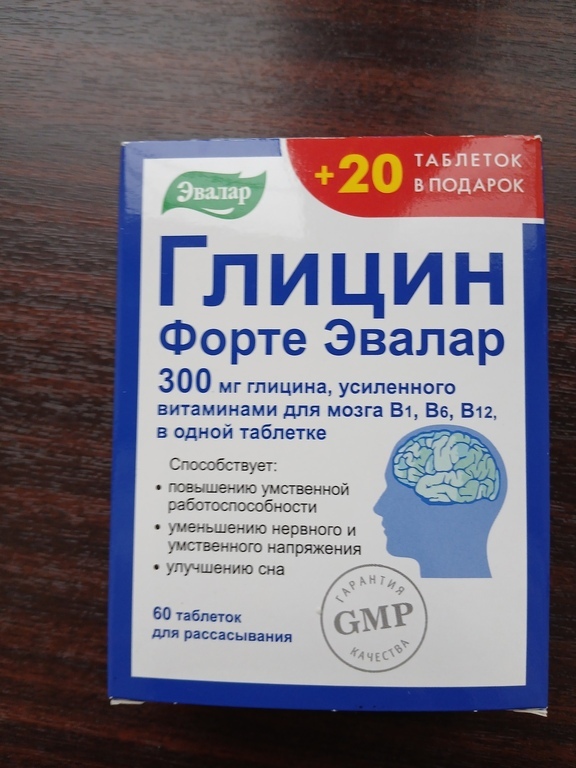 Эвалар
+20 ТАБЛЕТОК
В ПОДАРОК
Глицин
Форте Эвалар
300 мг глицина, усиленного
витаминами для мозга B1, B6, B12,
в одной таблетке
Способствует:
• повышению умственной
работоспособности
• уменьшению нервного и
умственного напряжения
• улучшению сна
60 таблеток
для рассасывания
ГАРАНТИЯ
GMP
КАЧЕСТВА